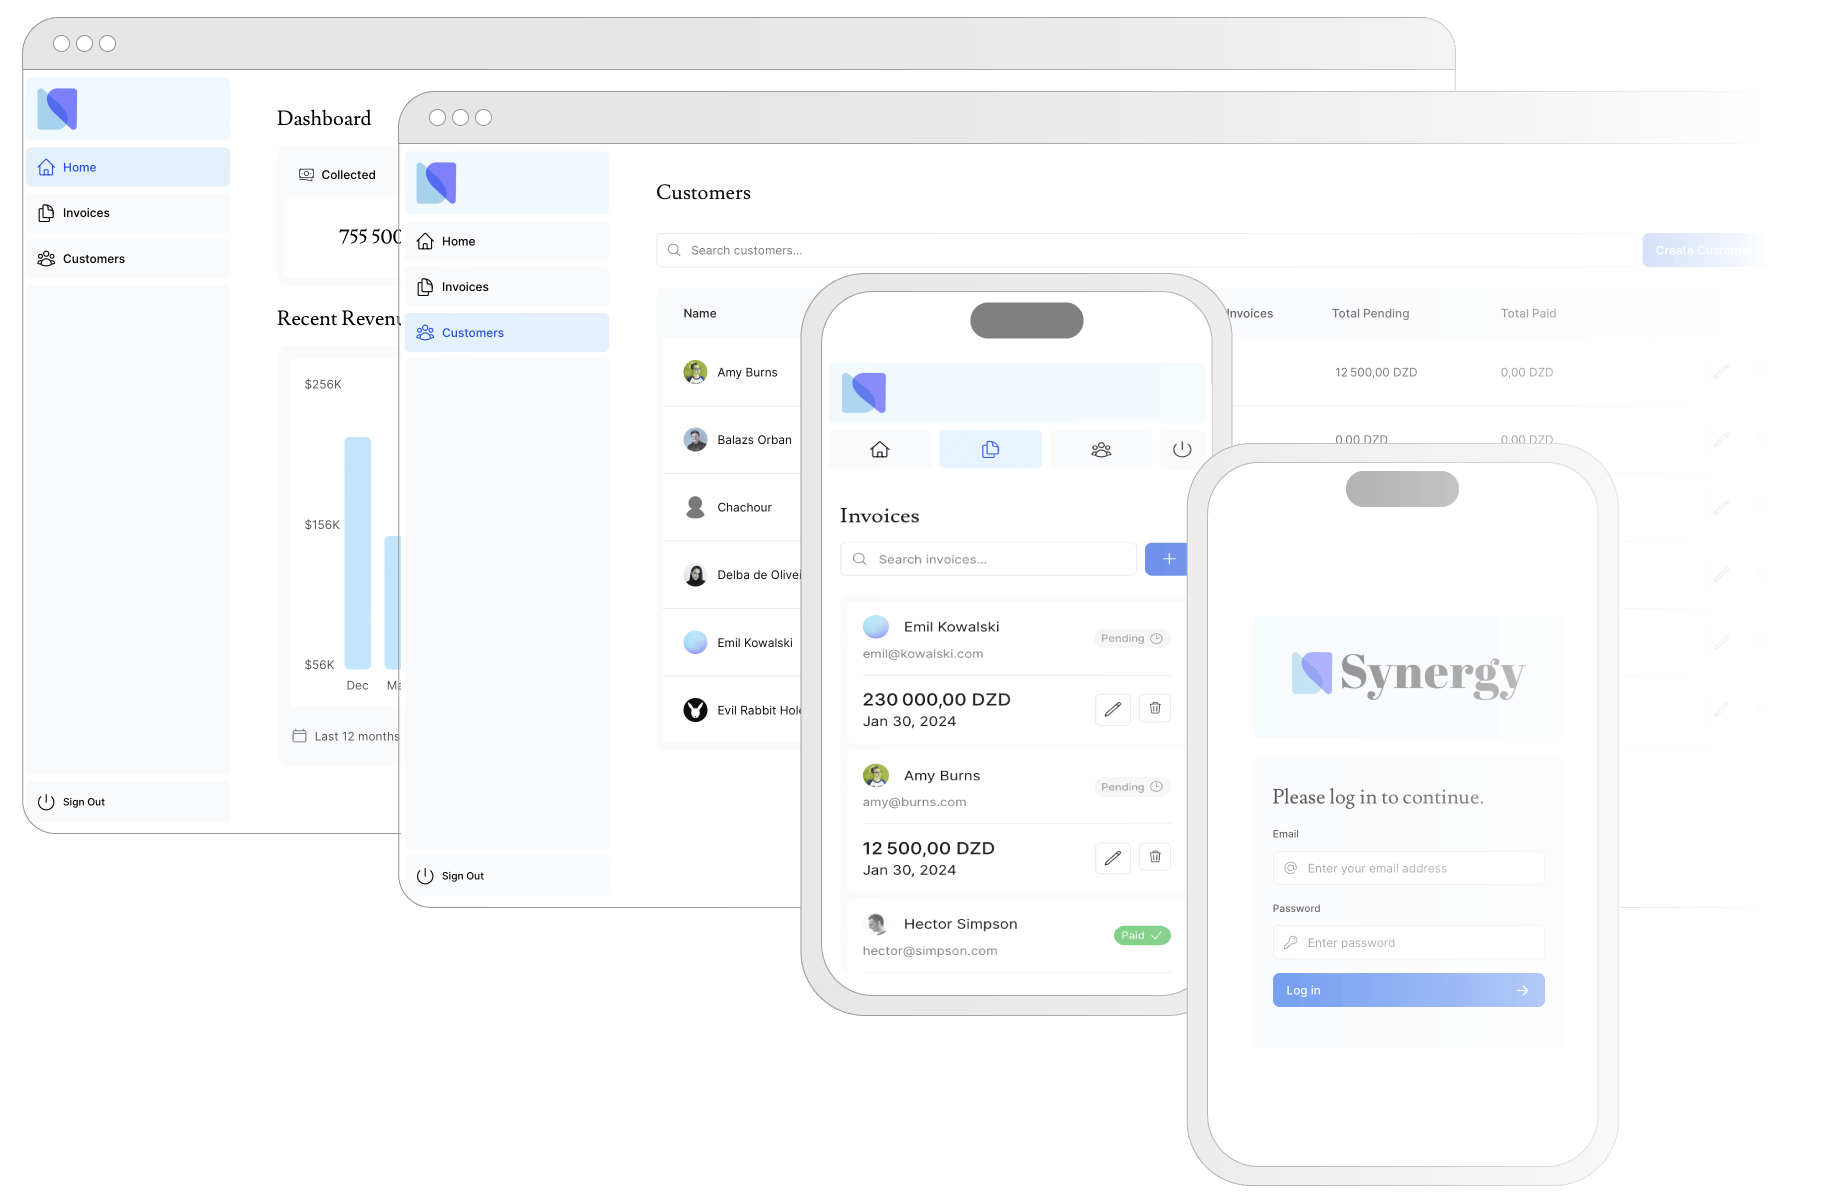 Home
Invoices
Customers
Sign Out
Dashboard
Collected
755 500
Recent
$256K
$156K
$56K
Dec
Last 12 months
Home
Invoices
Customers
Sign Out
Customers
Search customers...
Create Customer
Name
Invoices
Total Pending
Total Paid
Amy Burns
12 500,00 DZD
0,00 DZD
Balazs Orban
0,00 DZD
0,00 DZD
Chachour
Delba de
Emil Kowalski
Evil Rabbit
Invoices
Search invoices...
Emil Kowalski
Pending
emil@kowalski.com
230 000,00 DZD
Jan 30, 2024
Amy Burns
Pending
amy@burns.com
12 500,00 DZD
Jan 30, 2024
Hector Simpson
Paid
hector@simpson.com
Synergy
Please log in to continue.
Email
Enter your email address
Password
Enter password
Log in